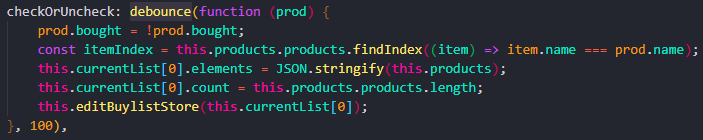 checkOrUncheck: debounce(function (prod) {
    prod.bought = !prod.bought;
    const itemIndex = this.products.products.findIndex((item) => item.name === prod.name);
    this.currentList[0].elements = JSON.stringify(this.products);
    this.currentList[0].count = this.products.products.length;
    this.editBuylistStore(this.currentList[0]);
}, 100),